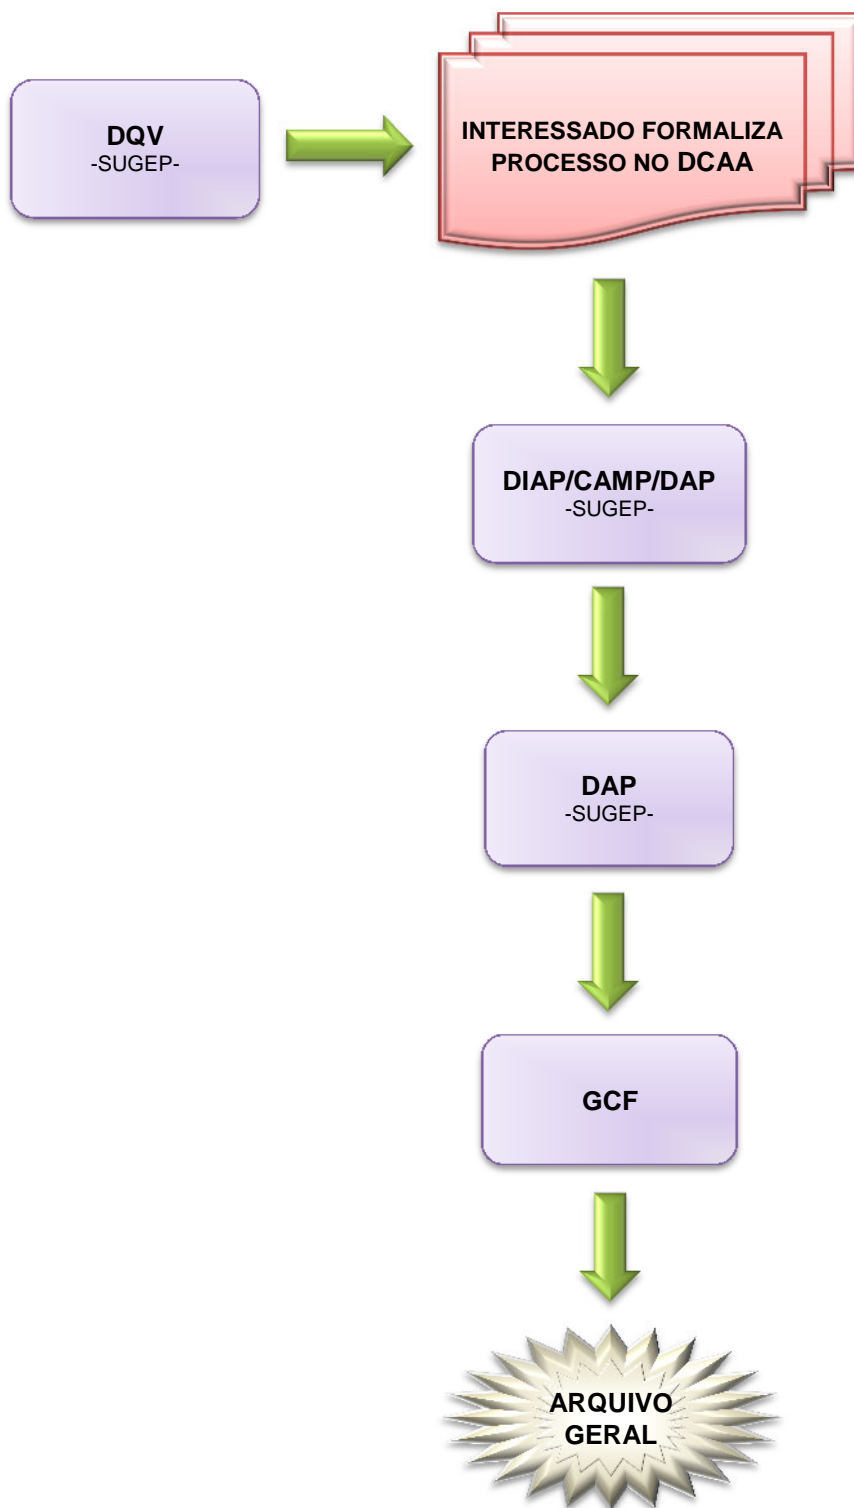 DQV
-SUGEP-
INTERESSADO FORMALIZA
PROCESSO NO DCAA
DIAP/CAMP/DAP
-SUGEP-
DAP
-SUGEP-
GCF
ARQUIVO
GERAL